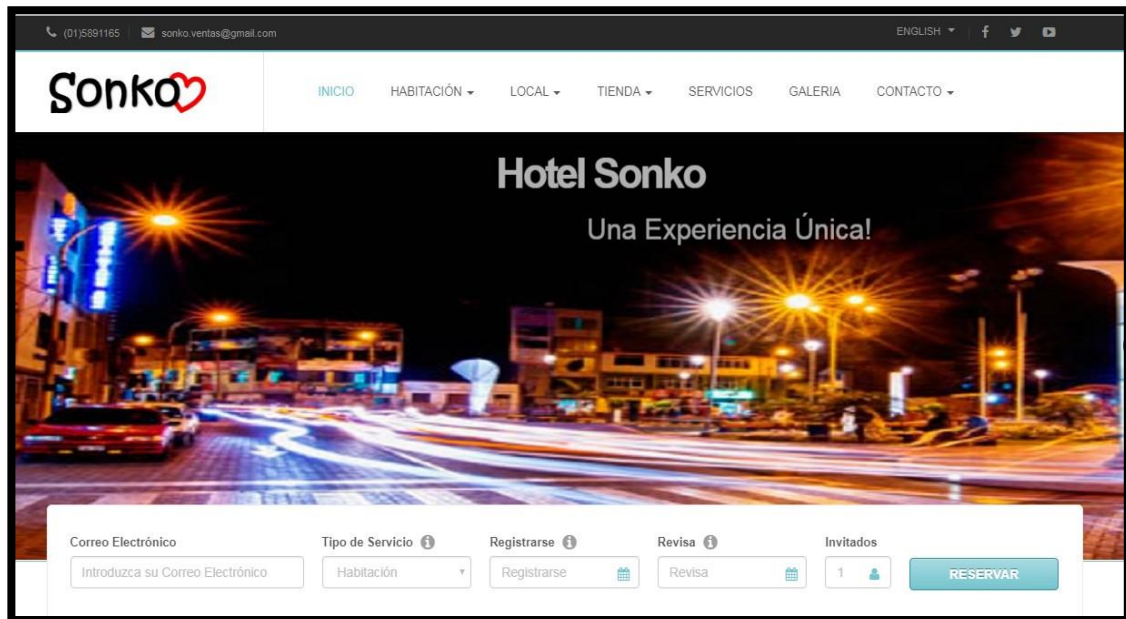 (01)5891165 sonko.ventas@gmail.com ENGLISH
Sonko INICIO HABITACIÓN LOCAL TIENDA SERVICIOS GALERIA CONTACTO
Hotel Sonko
Una Experiencia Única!
Correo Electrónico Tipo de Servicio Registrarse Revisa Invitados
Introduzca su Correo Electrónico Habitación Registrarse Revisa 1 RESERVAR